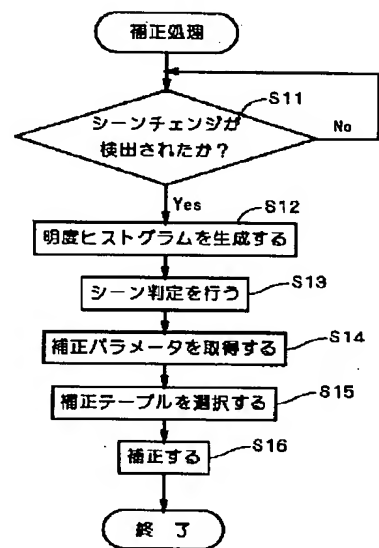 補正処理
S11
シーンチェンジが
検出されたか?
No
Yes
S12
明度ヒストグラムを生成する
S13
シーン判定を行う
S14
補正パラメータを取得する
S15
補正テーブルを選択する
S16
補正する
終 了